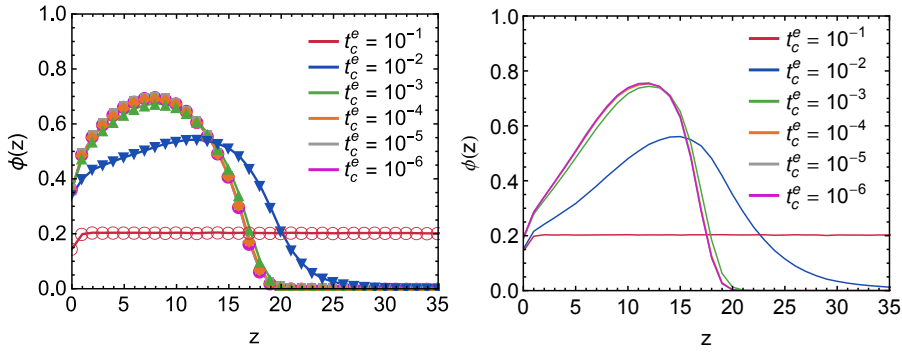 ϕ(z)
1.0
0.8
0.6
0.4
0.2
0.0
0 5 10 15 20 25 30 35
z
t_c^e = 10^-1
t_c^e = 10^-2
t_c^e = 10^-3
t_c^e = 10^-4
t_c^e = 10^-5
t_c^e = 10^-6
ϕ(z)
1.0
0.8
0.6
0.4
0.2
0.0
0 5 10 15 20 25 30 35
z
t_c^e = 10^-1
t_c^e = 10^-2
t_c^e = 10^-3
t_c^e = 10^-4
t_c^e = 10^-5
t_c^e = 10^-6